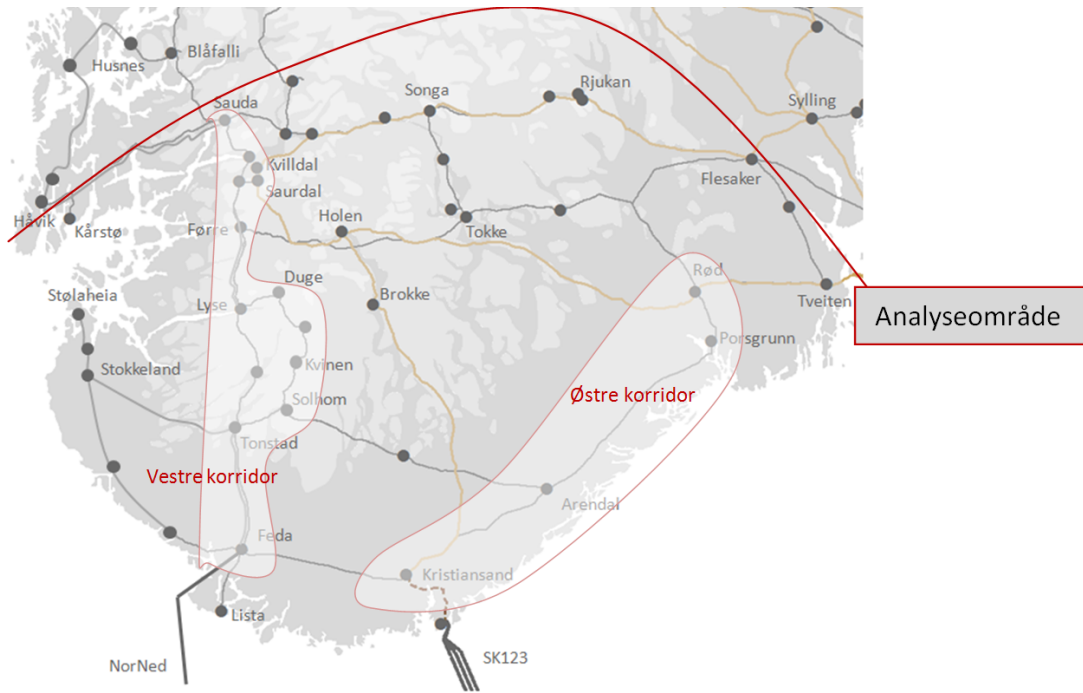 Blåfalli
Husnes
Sauda
Songa
Rjukan
Sylling
Kvilldal
Saurdal
Flesaker
Håvik
Kårstø
Førre
Holen
Tokke
Duge
Rød
Stølaheia
Lyse
Brokke
Tveiten
Analyseområde
Porsgrunn
Stokkeland
Kvinen
Solhom
Østre korridor
Tonstad
Vestre korridor
Arendal
Feda
Kristiansand
Lista
NorNed
SK123